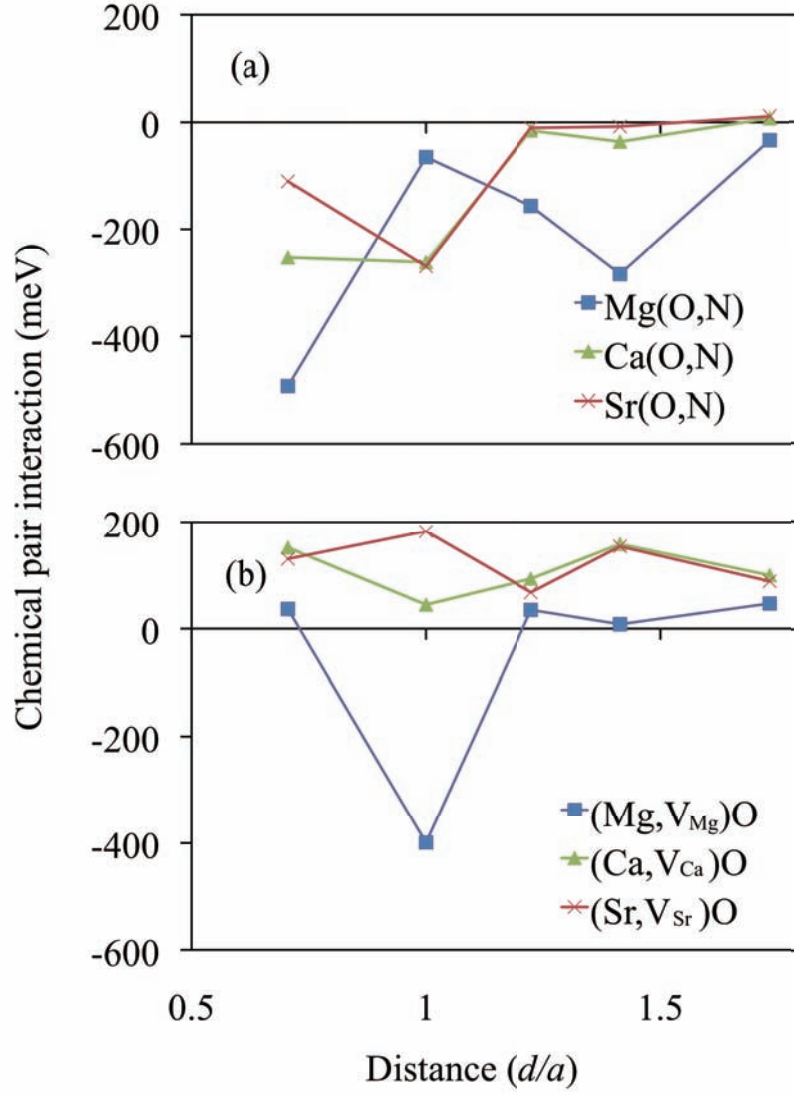 Chemical pair interaction (meV)
200
0
-200
-400
-600
(a)
Mg(O,N)
Ca(O,N)
Sr(O,N)
200
0
-200
-400
-600
(b)
(Mg,VMg)O
(Ca,VCa)O
(Sr,VSr)O
0.5 1 1.5
Distance (d/a)